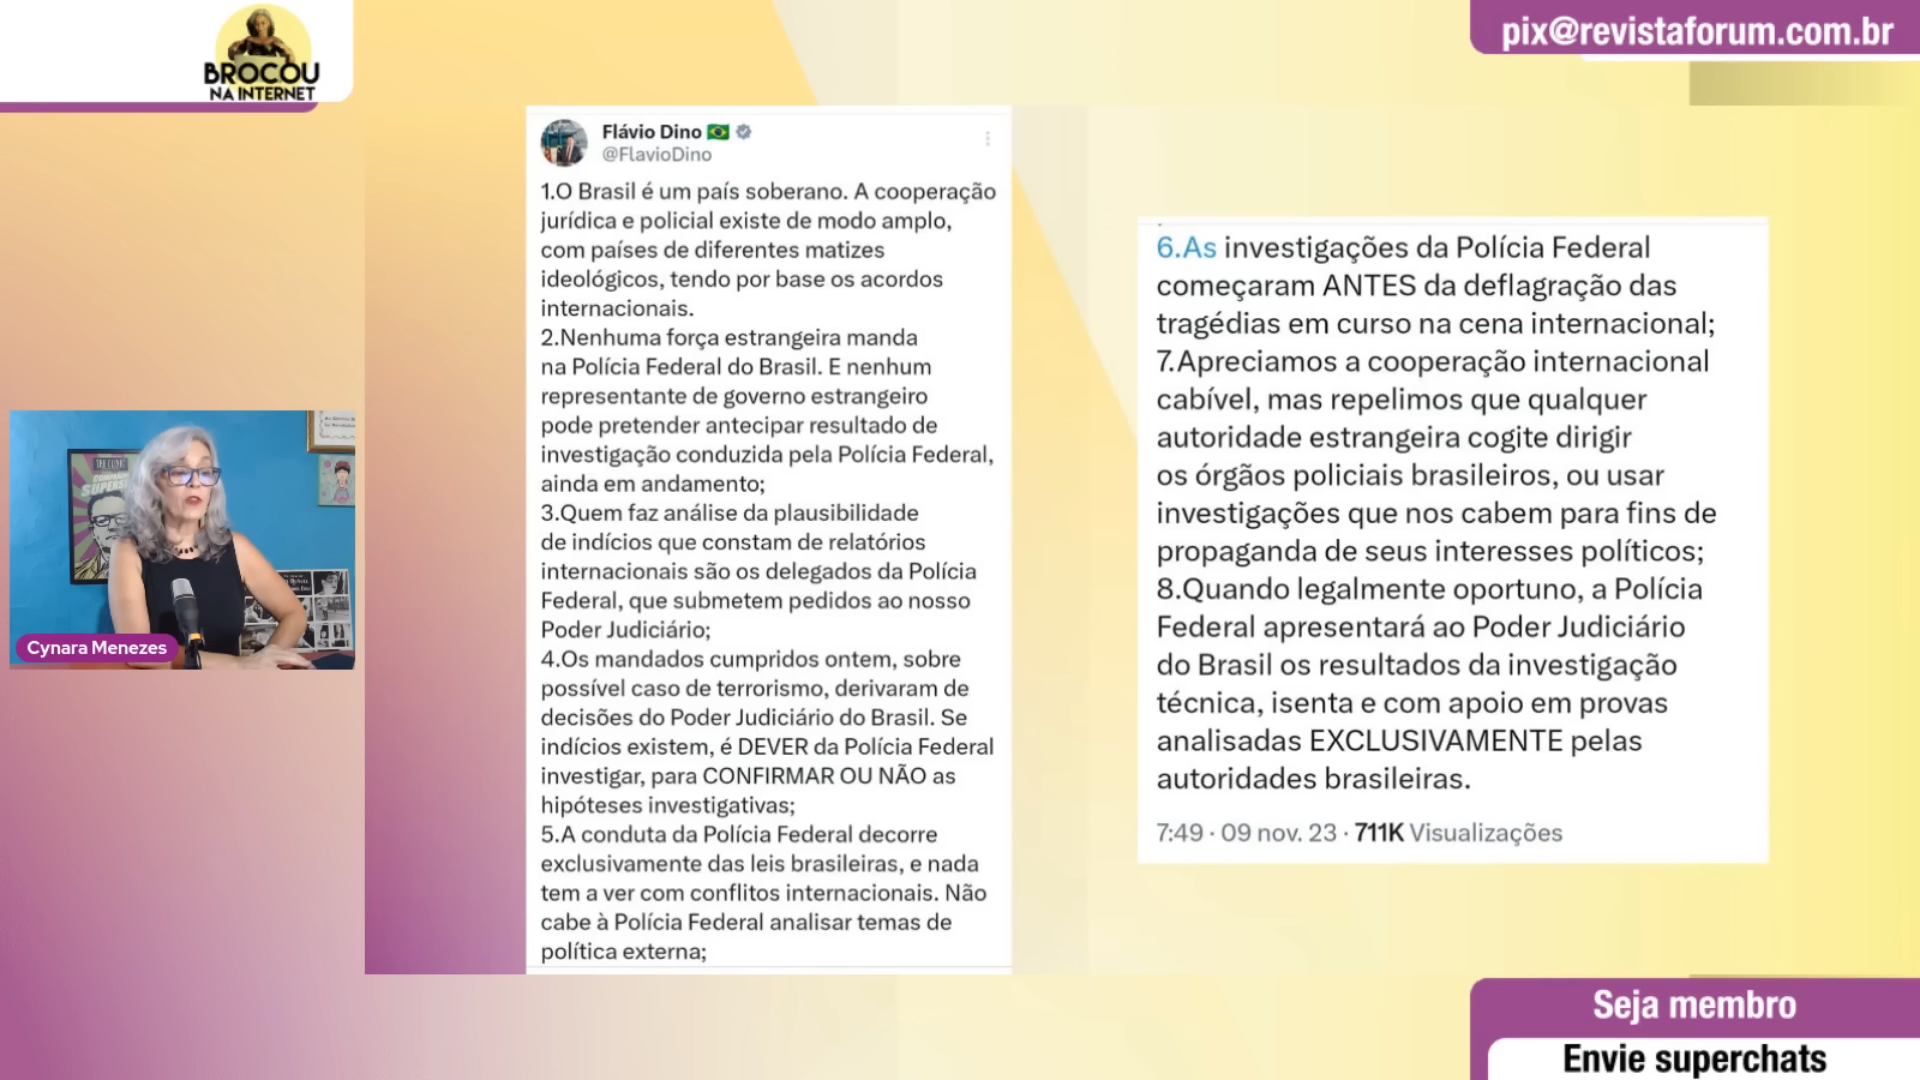 BROCOU
NA INTERNET
pix@revistaforum.com.br
Flávio Dino
@FlavioDino
1.O Brasil é um país soberano. A cooperação
jurídica e policial existe de modo amplo,
com países de diferentes matizes
ideológicos, tendo por base os acordos
internacionais.
2.Nenhuma força estrangeira manda
na Polícia Federal do Brasil. E nenhum
representante de governo estrangeiro
pode pretender antecipar resultado de
investigação conduzida pela Polícia Federal,
ainda em andamento;
3.Quem faz análise da plausibilidade
de indícios que constam de relatórios
internacionais são os delegados da Polícia
Federal, que submetem pedidos ao nosso
Poder Judiciário;
4.Os mandados cumpridos ontem, sobre
possível caso de terrorismo, derivaram de
decisões do Poder Judiciário do Brasil. Se
indícios existem, é DEVER da Polícia Federal
investigar, para CONFIRMAR OU NÃO as
hipóteses investigativas;
5.A conduta da Polícia Federal decorre
exclusivamente das leis brasileiras, e nada
tem a ver com conflitos internacionais. Não
cabe à Polícia Federal analisar temas de
política externa;
6.As investigações da Polícia Federal
começaram ANTES da deflagração das
tragédias em curso na cena internacional;
7.Apreciamos a cooperação internacional
cabível, mas repelimos que qualquer
autoridade estrangeira cogite dirigir
os órgãos policiais brasileiros, ou usar
investigações que nos cabem para fins de
propaganda de seus interesses políticos;
8.Quando legalmente oportuno, a Polícia
Federal apresentará ao Poder Judiciário
do Brasil os resultados da investigação
técnica, isenta e com apoio em provas
analisadas EXCLUSIVAMENTE pelas
autoridades brasileiras.
7:49 · 09 nov. 23 · 711K Visualizações
THE CLINIC
Cynara Menezes
Seja membro
Envie superchats